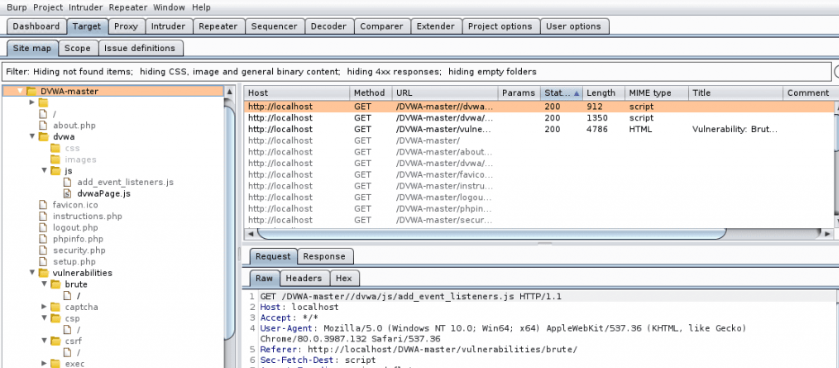 Burp Project Intruder Repeater Window Help
Dashboard Target Proxy Intruder Repeater Sequencer Decoder Comparer Extender Project options User options
Site map Scope Issue definitions
Filter: Hiding not found items; hiding CSS, image and general binary content; hiding 4xx responses; hiding empty folders
DVWA-master
/
about.php
dvwa
css
images
js
add_event_listeners.js
dvwaPage.js
favicon.ico
instructions.php
logout.php
phpinfo.php
security.php
setup.php
vulnerabilities
brute
/
captcha
csp
/
csrf
/
exec
Host Method URL Params Stat... Length MIME type Title Comment
http://localhost GET /DVWA-master//dvwa... 200 912 script
http://localhost GET /DVWA-master/dvwa/... 200 1350 script
http://localhost GET /DVWA-master/vulne... 200 4786 HTML Vulnerability: Brut...
http://localhost GET /DVWA-master/
http://localhost GET /DVWA-master/about...
http://localhost GET /DVWA-master/dvwa/...
http://localhost GET /DVWA-master/favico...
http://localhost GET /DVWA-master/instru...
http://localhost GET /DVWA-master/logou...
http://localhost GET /DVWA-master/phpin...
http://localhost GET /DVWA-master/secur...
Request Response
Raw Headers Hex
1 GET /DVWA-master//dvwa/js/add_event_listeners.js HTTP/1.1
2 Host: localhost
3 Accept: */*
4 User-Agent: Mozilla/5.0 (Windows NT 10.0; Win64; x64) AppleWebKit/537.36 (KHTML, like Gecko)
Chrome/80.0.3987.132 Safari/537.36
5 Referer: http://localhost/DVWA-master/vulnerabilities/brute/
6 Sec-Fetch-Dest: script